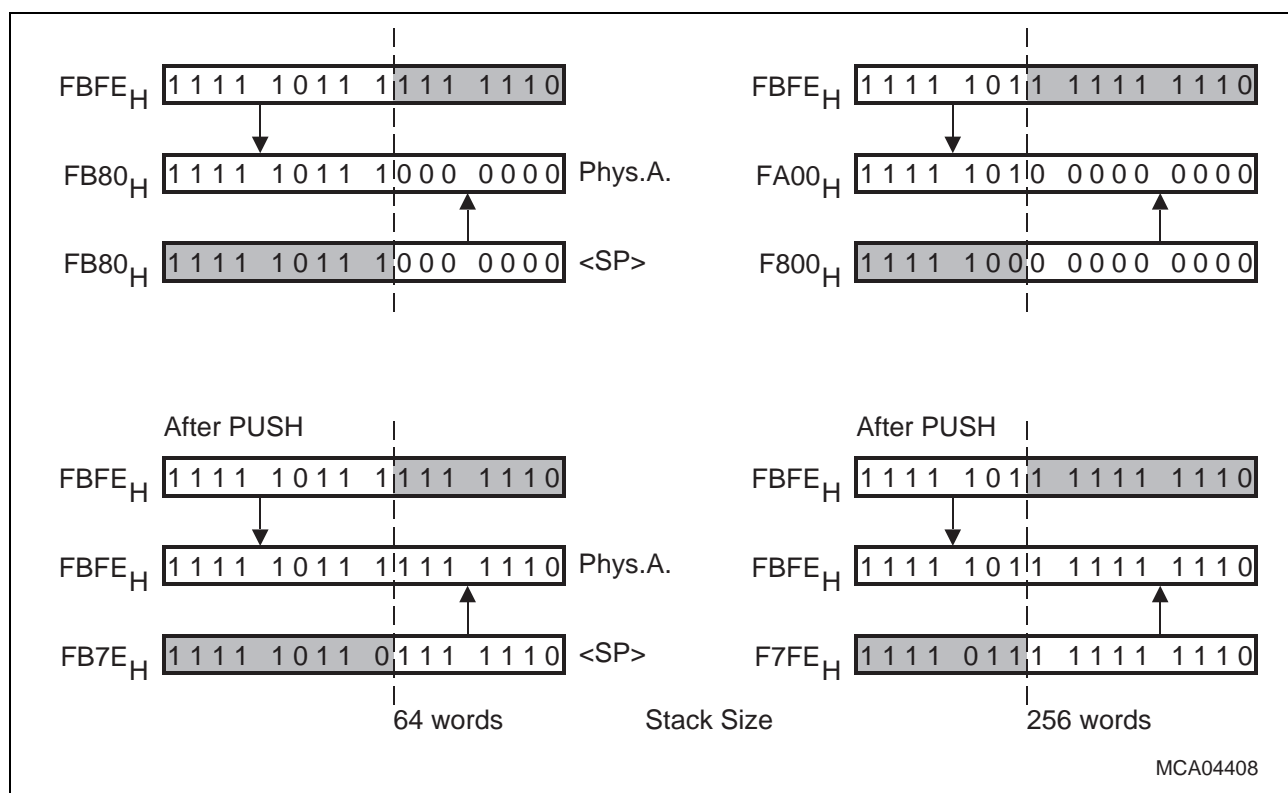 FBFEH 1111 1011 1111 1110 FBFEH 1111 1011 1111 1110
FB80H 1111 1011 1000 0000 Phys.A. FA00H 1111 1010 0000 0000
FB80H 1111 1011 1000 0000 <SP> F800H 1111 1000 0000 0000
After PUSH After PUSH
FBFEH 1111 1011 1111 1110 FBFEH 1111 1011 1111 1110
FBFEH 1111 1011 1111 1110 Phys.A. FBFEH 1111 1011 1111 1110
FB7EH 1111 1011 0111 1110 <SP> F7FEH 1111 0111 1111 1110
64 words Stack Size 256 words
MCA04408